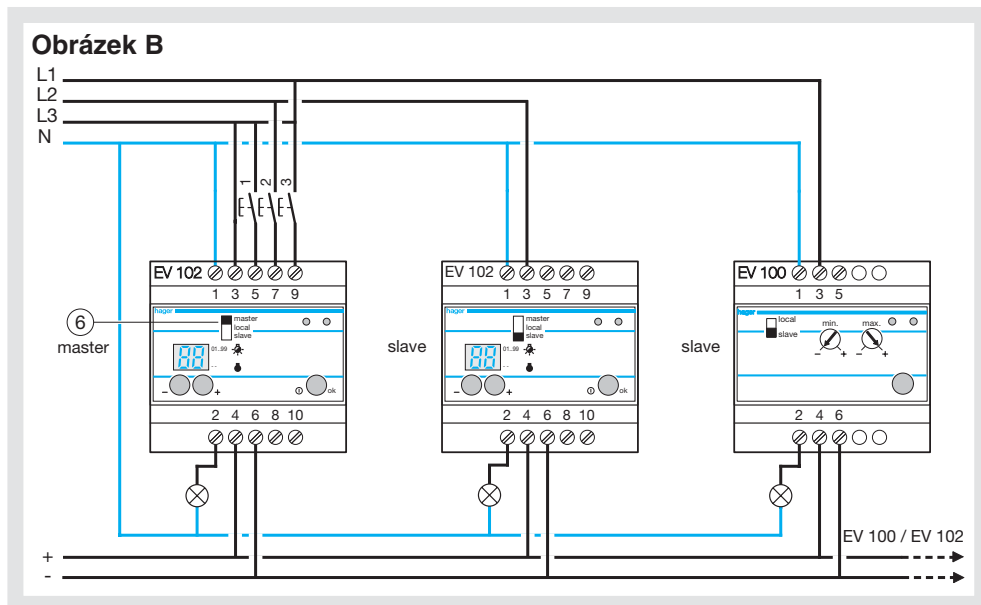 Obrázek B
L1
L2
L3
N
1 2 3
EV 102
1 3 5 7 9
hager
master
local
slave
01..99
- -
- + ok
2 4 6 8 10
6
master
EV 102
1 3 5 7 9
hager
master
local
slave
01..99
- -
- + ok
2 4 6 8 10
slave
EV 100
1 3 5
hager
local
slave
min. max.
- + - +
2 4 6
slave
EV 100 / EV 102
+
-